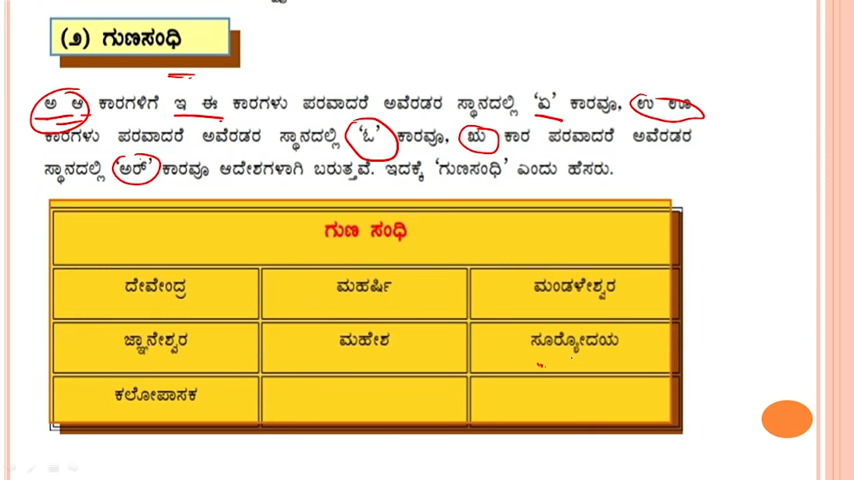 (೨) ಗುಣಸಂಧಿ
ಅ ಆ ಕಾರಗಳಿಗೆ ಇ ಈ ಕಾರಗಳು ಪರವಾದರೆ ಅವೆರಡರ ಸ್ಥಾನದಲ್ಲಿ ‘ಏ’ ಕಾರವೂ, ಉ ಊ
ಕಾರಗಳು ಪರವಾದರೆ ಅವೆರಡರ ಸ್ಥಾನದಲ್ಲಿ ‘ಓ’ ಕಾರವೂ, ಋ ಕಾರ ಪರವಾದರೆ ಅವೆರಡರ
ಸ್ಥಾನದಲ್ಲಿ ‘ಅರ್’ ಕಾರವೂ ಆದೇಶಗಳಾಗಿ ಬರುತ್ತವೆ. ಇದಕ್ಕೆ ‘ಗುಣಸಂಧಿ’ ಎಂದು ಹೆಸರು.
ಗುಣ ಸಂಧಿ
ದೇವೇಂದ್ರ ಮಹರ್ಷಿ ಮಂಡಳೇಶ್ವರ
ಜ್ಞಾನೇಶ್ವರ ಮಹೇಶ ಸೂರ್ಯೋದಯ
ಕಲೋಪಾಸಕ